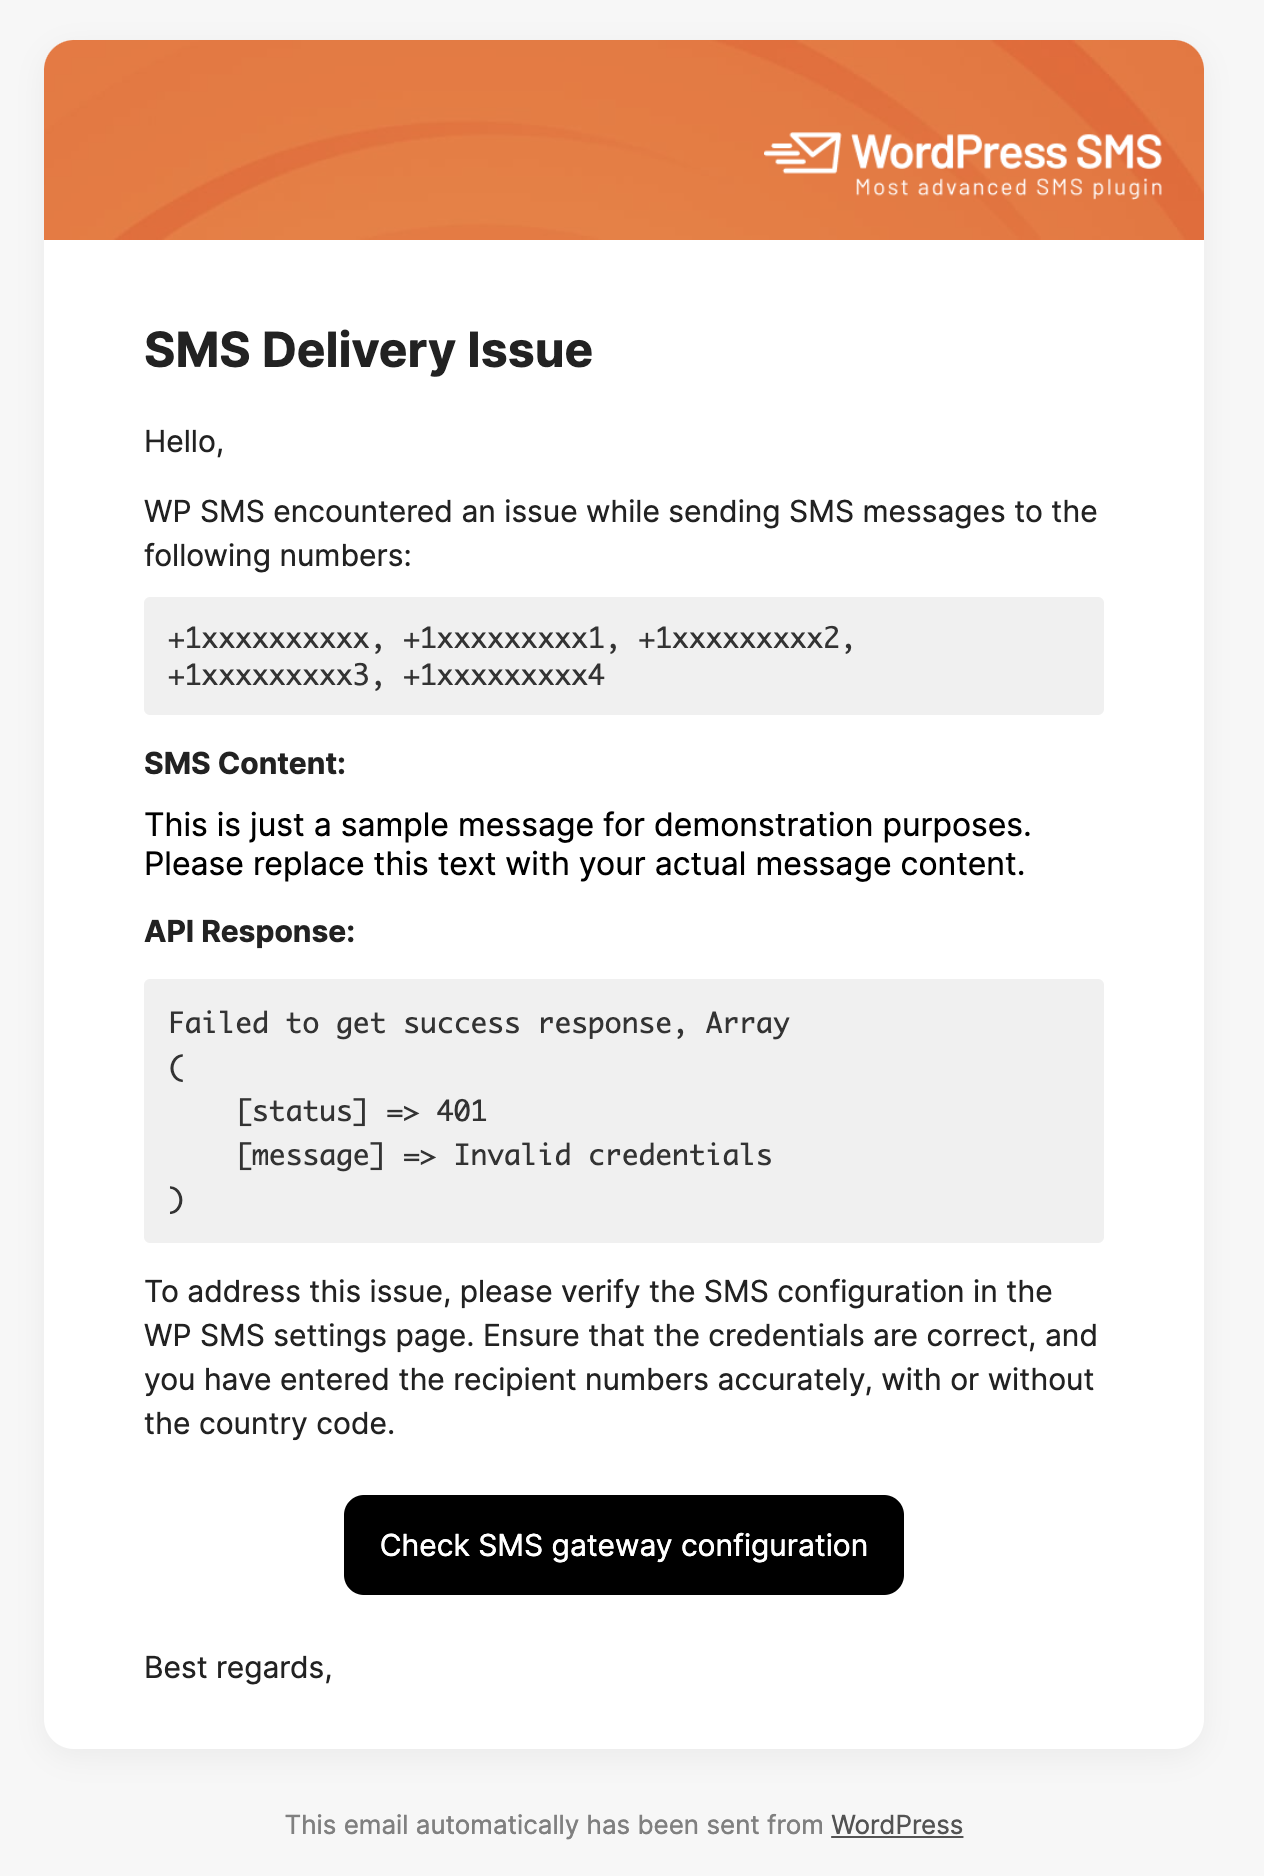 WordPress SMS
Most advanced SMS plugin
SMS Delivery Issue
Hello,
WP SMS encountered an issue while sending SMS messages to the
following numbers:
+1xxxxxxxxxx, +1xxxxxxxxx1, +1xxxxxxxxx2,
+1xxxxxxxxx3, +1xxxxxxxxx4
SMS Content:
This is just a sample message for demonstration purposes.
Please replace this text with your actual message content.
API Response:
Failed to get success response, Array
(
    [status] => 401
    [message] => Invalid credentials
)
To address this issue, please verify the SMS configuration in the
WP SMS settings page. Ensure that the credentials are correct, and
you have entered the recipient numbers accurately, with or without
the country code.
Check SMS gateway configuration
Best regards,
This email automatically has been sent from WordPress